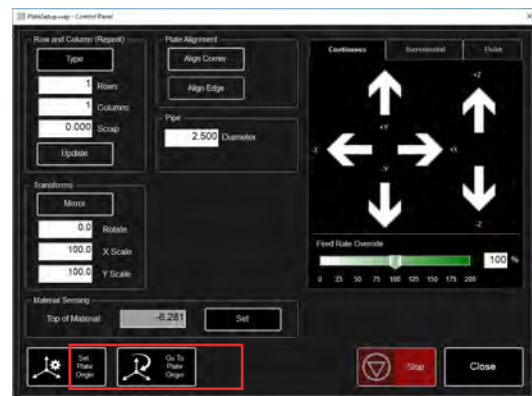 PlateSetup.wap - Control Panel
Row and Column (Repeat)
Type
1 Rows
1 Columns
0.000 Scrap
Update
Transforms
Mirror
0.0 Rotate
100.0 X Scale
100.0 Y Scale
Material Sensing
Top of Material -6.281 Set
Plate Alignment
Align Corner
Align Edge
Pipe
2.500 Diameter
Continuous Incremental Point
+Y
+Z
-X
+X
-Y
-Z
Feed Rate Override
100 %
0 25 50 75 100 125 150 175 200
Set
Plate
Origin
Go To
Plate
Origin
Stop
Close